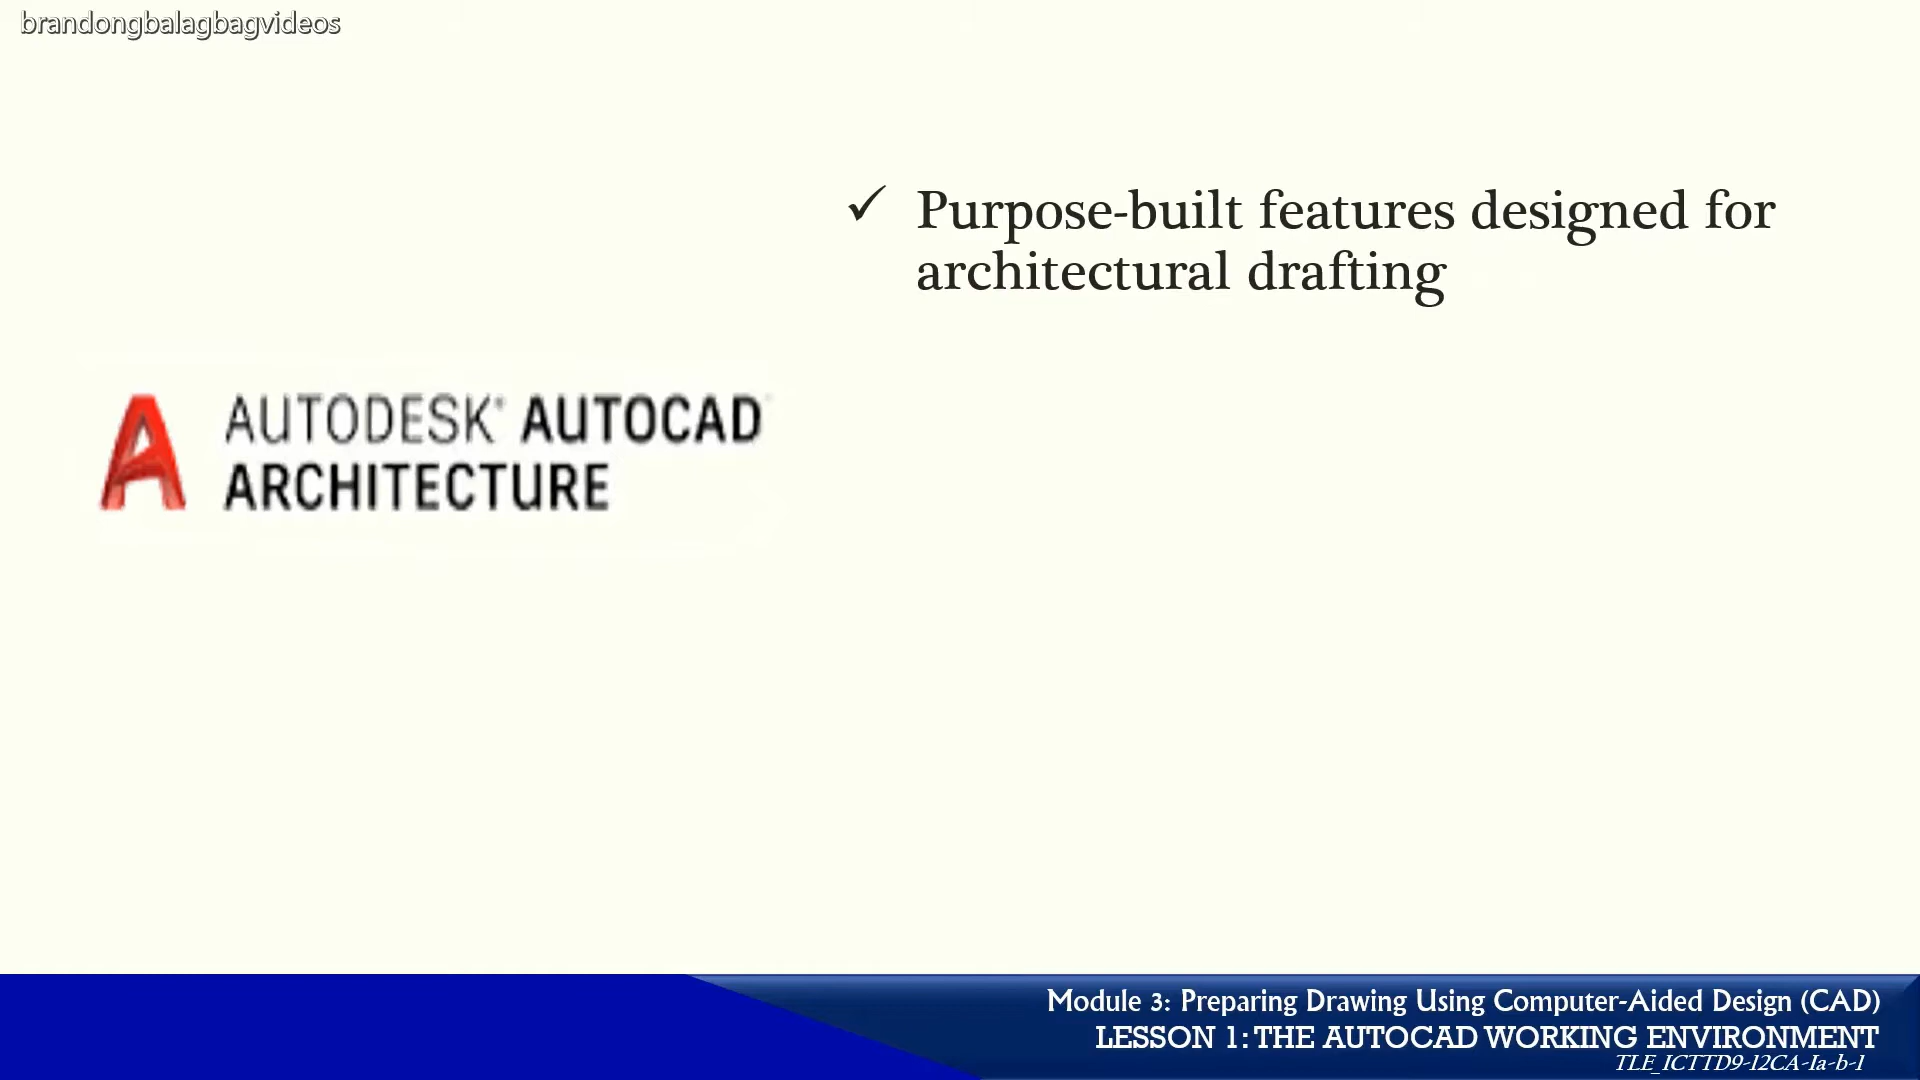 brandongbalagbagvideos
✓ Purpose-built features designed for
architectural drafting
AUTODESK® AUTOCAD
ARCHITECTURE
Module 3: Preparing Drawing Using Computer-Aided Design (CAD)
LESSON 1: THE AUTOCAD WORKING ENVIRONMENT
TLE_ICTTD9-12CA-Ia-b-1